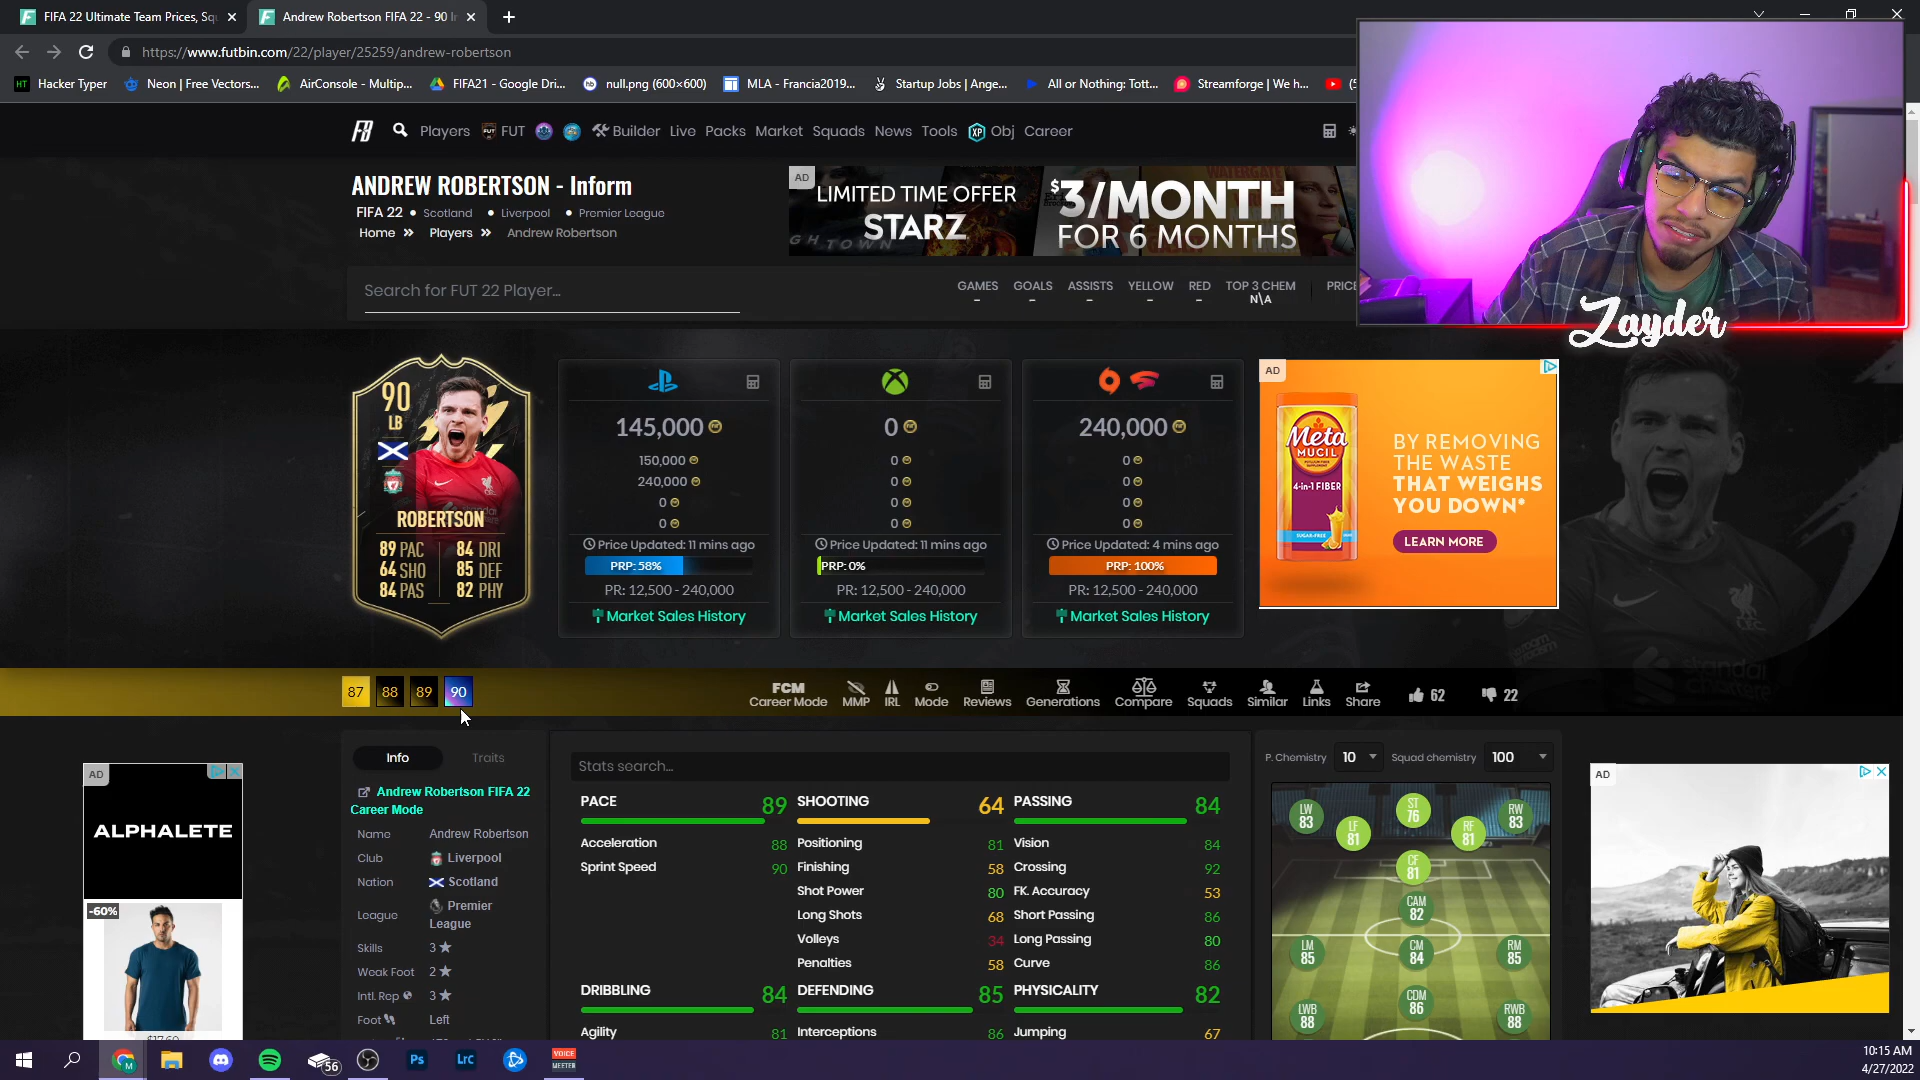 FIFA 22 Ultimate Team Prices, Squ
Andrew Robertson FIFA 22 - 90 In
https://www.futbin.com/22/player/25259/andrew-robertson
HT Hacker Typer
Neon | Free Vectors...
AirConsole - Multip...
FIFA21 - Google Dri...
null.png (600×600)
MLA - Francia2019...
Startup Jobs | Ange...
All or Nothing: Tott...
Streamforge | We h...
Players FUT Builder Live Packs Market Squads News Tools XP Obj Career
ANDREW ROBERTSON - Inform
FIFA 22 • Scotland • Liverpool • Premier League
Home » Players » Andrew Robertson
AD
LIMITED TIME OFFER
STARZ
$3/MONTH
FOR 6 MONTHS
WATERGATE
Zayder
Search for FUT 22 Player...
GAMES GOALS ASSISTS YELLOW RED TOP 3 CHEM PRICE
- - - - - N\A
90
LB
ROBERTSON
89 PAC 84 DRI
64 SHO 85 DEF
84 PAS 82 PHY
145,000
150,000
240,000
0
0
Price Updated: 11 mins ago
PRP: 58%
PR: 12,500 - 240,000
Market Sales History
0
0
0
0
0
Price Updated: 11 mins ago
PRP: 0%
PR: 12,500 - 240,000
Market Sales History
240,000
0
0
0
0
Price Updated: 4 mins ago
PRP: 100%
PR: 12,500 - 240,000
Market Sales History
AD
Meta
MUCIL
4-in-1 FIBER
SUGAR-FREE
BY REMOVING
THE WASTE
THAT WEIGHS
YOU DOWN*
LEARN MORE
87 88 89 90
FCM
Career Mode MMP IRL Mode Reviews Generations Compare Squads Similar Links Share 62 22
AD
ALPHALETE
-60%
Info Traits
Andrew Robertson FIFA 22
Career Mode
Name Andrew Robertson
Club Liverpool
Nation Scotland
League Premier
League
Skills 3 ★
Weak Foot 2 ★
Intl. Rep 3 ★
Foot Left
Stats search...
PACE 89
Acceleration 88
Sprint Speed 90
SHOOTING 64
Positioning 81
Finishing 58
Shot Power 80
Long Shots 68
Volleys 34
Penalties 58
PASSING 84
Vision 84
Crossing 92
FK. Accuracy 53
Short Passing 86
Long Passing 80
Curve 86
DRIBBLING 84
Agility 81
DEFENDING 85
Interceptions 86
PHYSICALITY 82
Jumping 67
P. Chemistry 10 Squad chemistry 100
LW 83
ST 76
RW 83
LF 81
RF 81
CF 81
CAM 82
LM 85
CM 84
RM 85
CDM 86
LWB 88
RWB 88
AD
56
Ps
Lrc
VOICE
MEETER
10:15 AM
4/27/2022